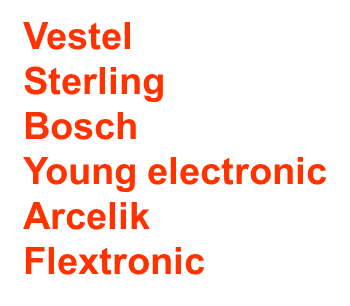 Vestel
Sterling
Bosch
Young electronic
Arcelik
Flextronic